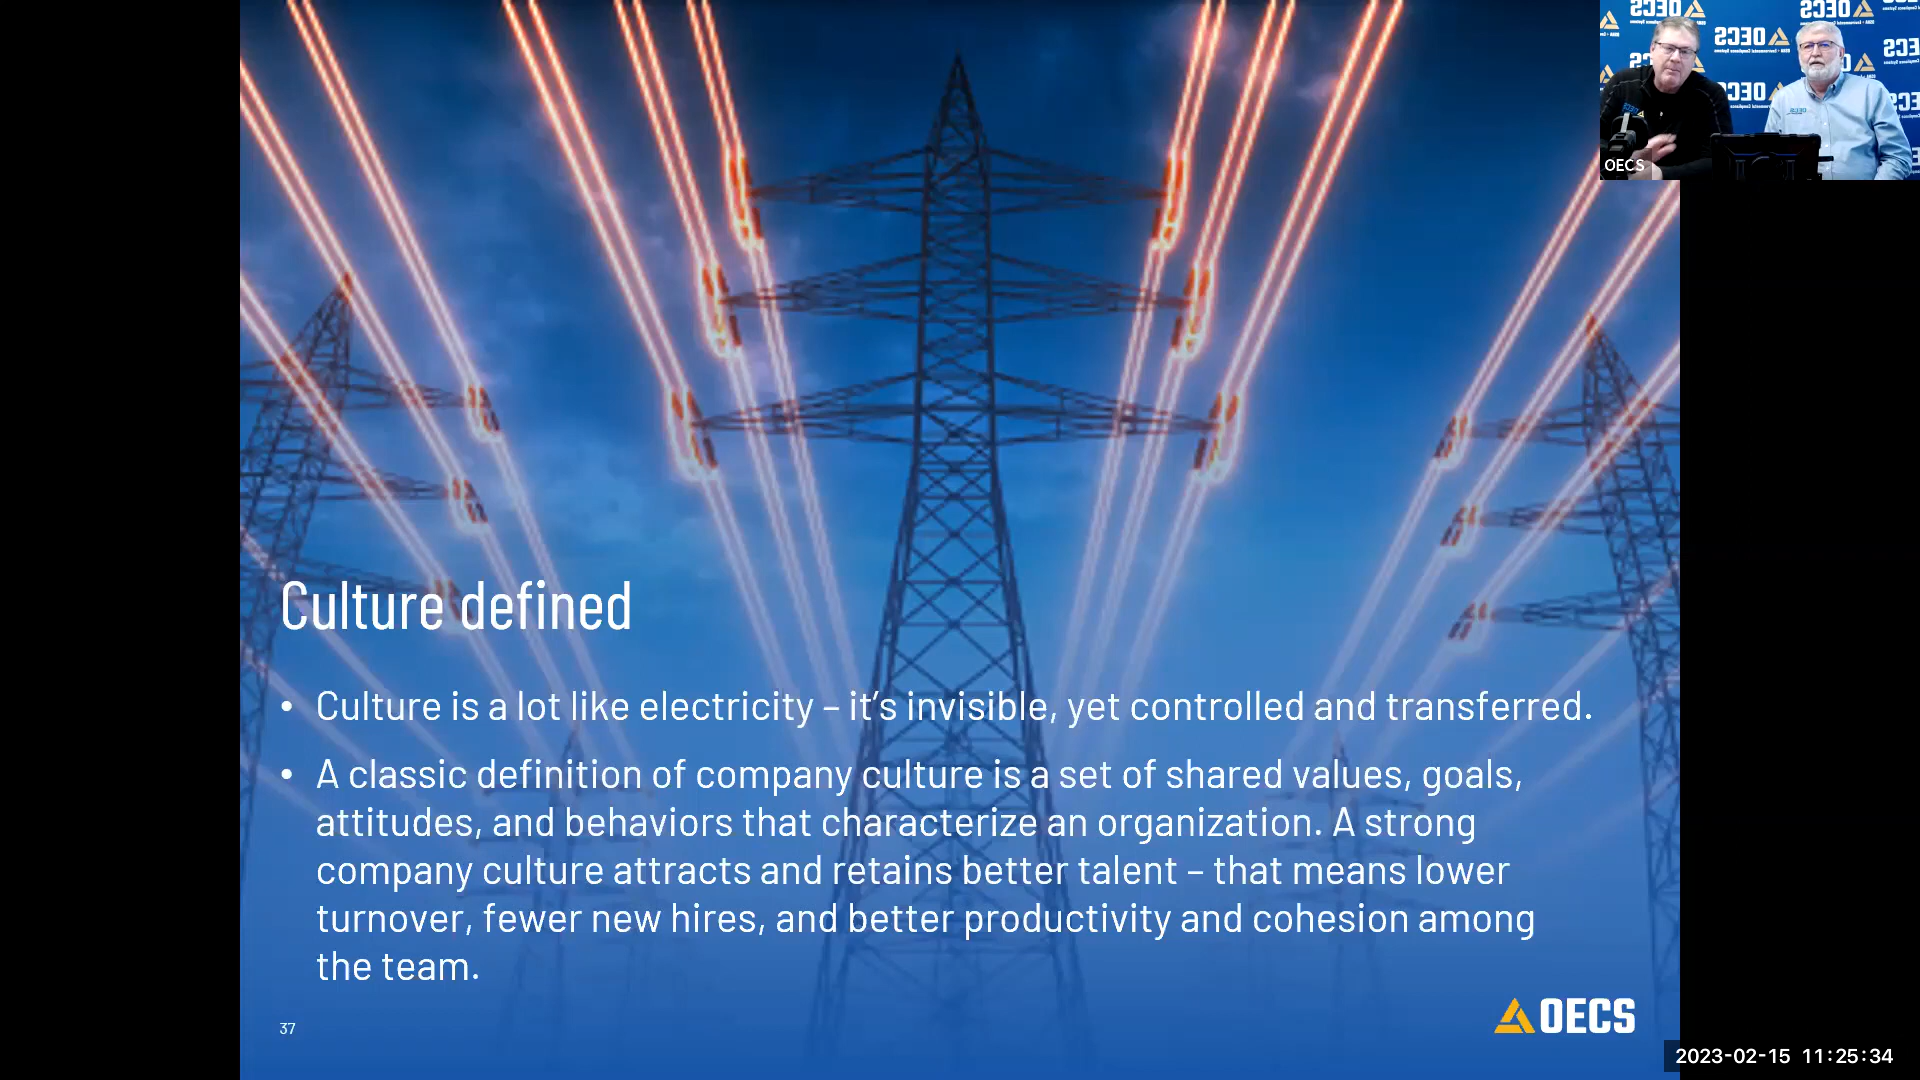 OECS
Culture defined
• Culture is a lot like electricity – it’s invisible, yet controlled and transferred.
• A classic definition of company culture is a set of shared values, goals,
attitudes, and behaviors that characterize an organization. A strong
company culture attracts and retains better talent – that means lower
turnover, fewer new hires, and better productivity and cohesion among
the team.
37
OECS
2023-02-15 11:25:34